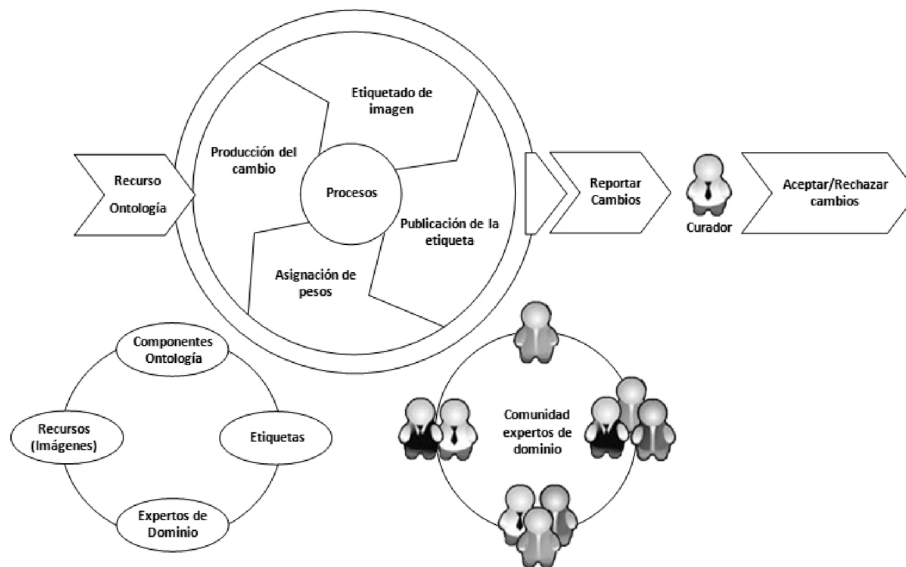 Etiquetado de
imagen
Producción del
cambio
Procesos
Publicación de la
etiqueta
Asignación de
pesos
Recurso
Ontología
Reportar
Cambios
Curador
Aceptar/Rechazar
cambios
Componentes
Ontología
Recursos
(Imágenes)
Etiquetas
Expertos de
Dominio
Comunidad
expertos de
dominio